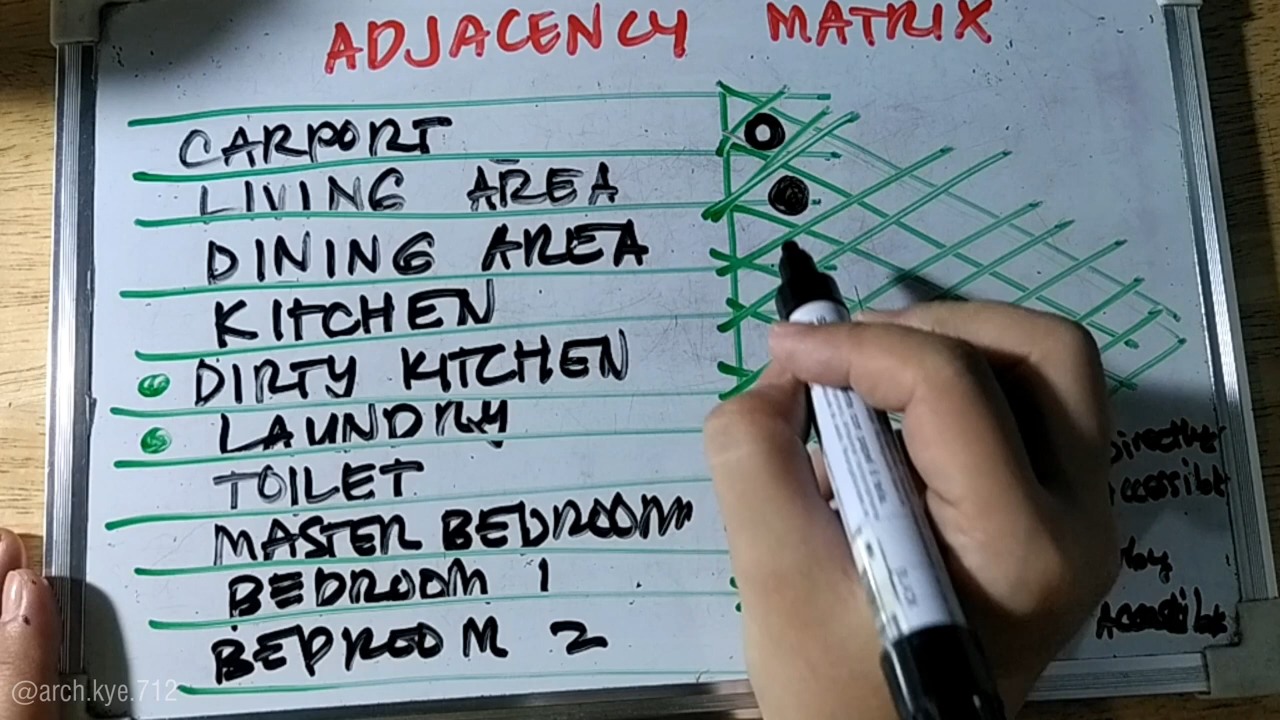 ADJACENCY MATRIX
CARPORT
LIVING AREA
DINING AREA
KITCHEN
DIRTY KITCHEN
LAUNDRY
TOILET
MASTER BEDROOM
BEDROOM 1
BEDROOM 2
@arch.kye.712